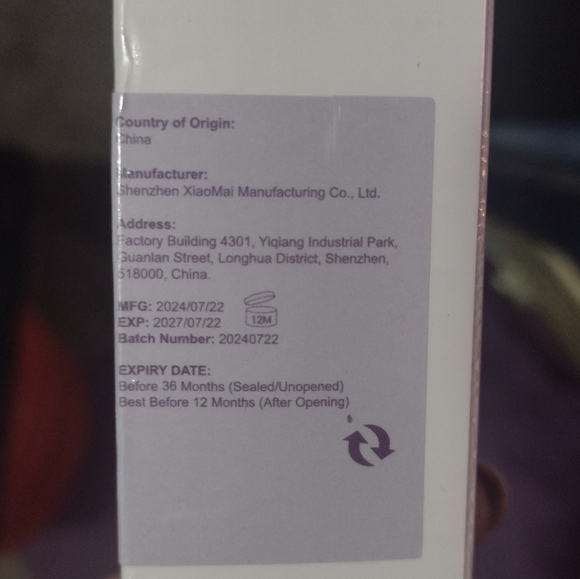 Country of Origin:
China
Manufacturer:
Shenzhen XiaoMai Manufacturing Co., Ltd.
Address:
Factory Building 4301, Yiqiang Industrial Park,
Guanlan Street, Longhua District, Shenzhen,
518000, China.
MFG: 2024/07/22
EXP: 2027/07/22
12M
Batch Number: 20240722
EXPIRY DATE:
Before 36 Months (Sealed/Unopened)
Best Before 12 Months (After Opening)